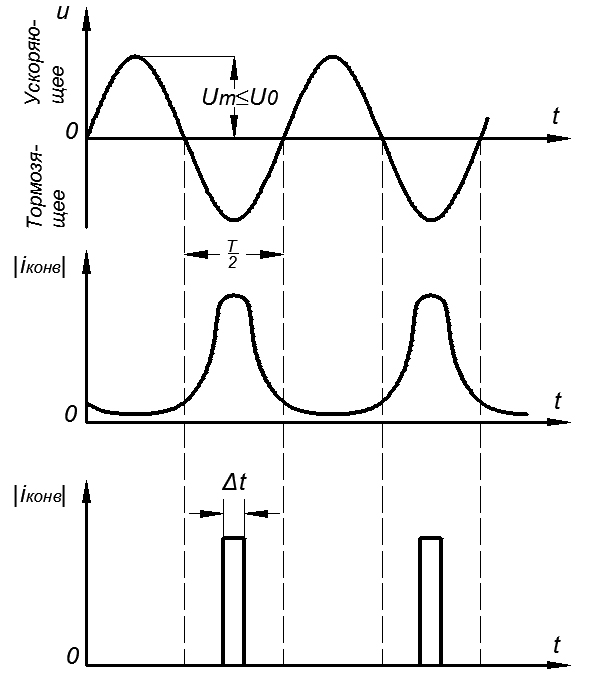 u
Ускоряю-
щее
Um≤U0
0
t
Тормозя-
щее
T
2
|iконв|
0
t
|iконв|
Δt
0
t